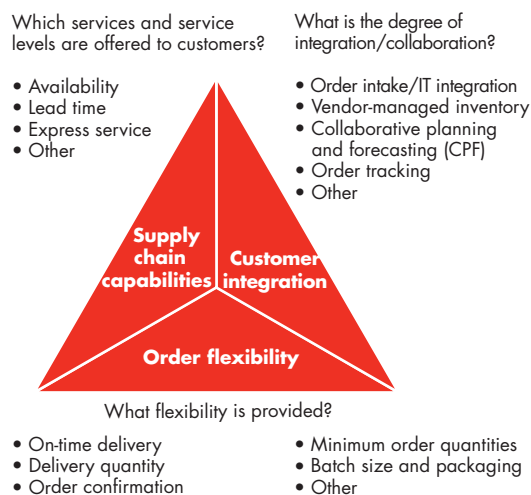 Which services and service
levels are offered to customers?
• Availability
• Lead time
• Express service
• Other
What is the degree of
integration/collaboration?
• Order intake/IT integration
• Vendor-managed inventory
• Collaborative planning
and forecasting (CPF)
• Order tracking
• Other
Supply
chain
capabilities
Customer
integration
Order flexibility
What flexibility is provided?
• On-time delivery
• Delivery quantity
• Order confirmation
• Minimum order quantities
• Batch size and packaging
• Other